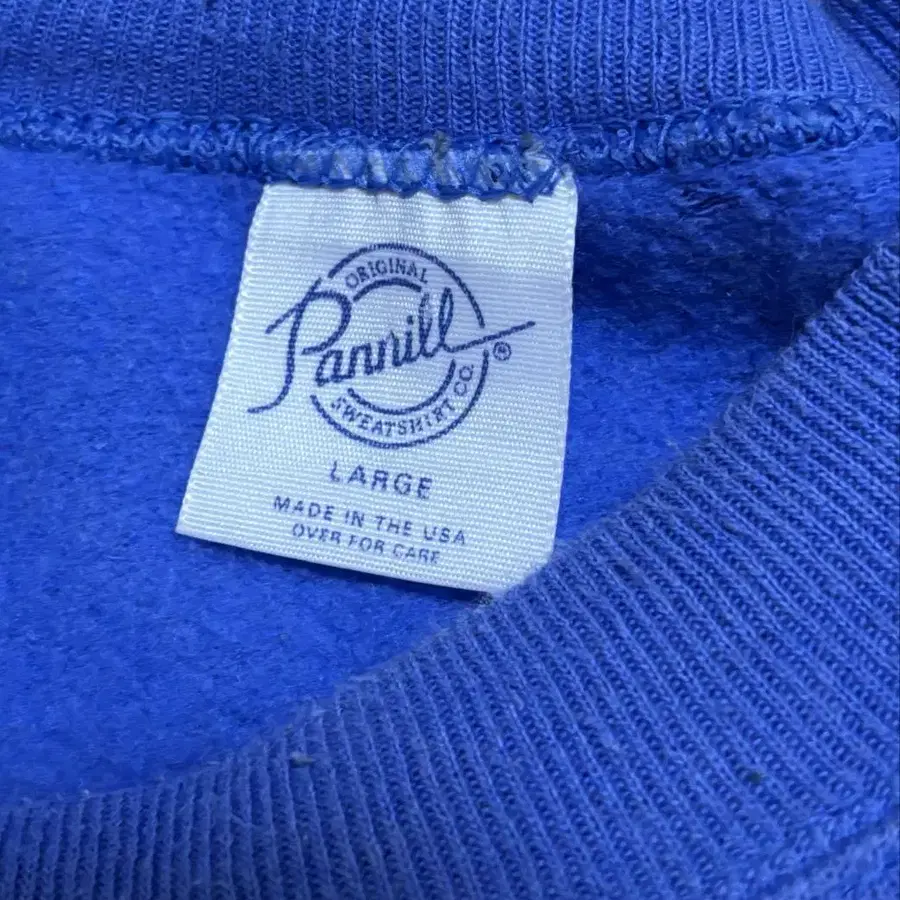 ORIGINAL
Pannill
SWEATSHIRT CO.
®
LARGE
MADE IN THE USA
OVER FOR CARE